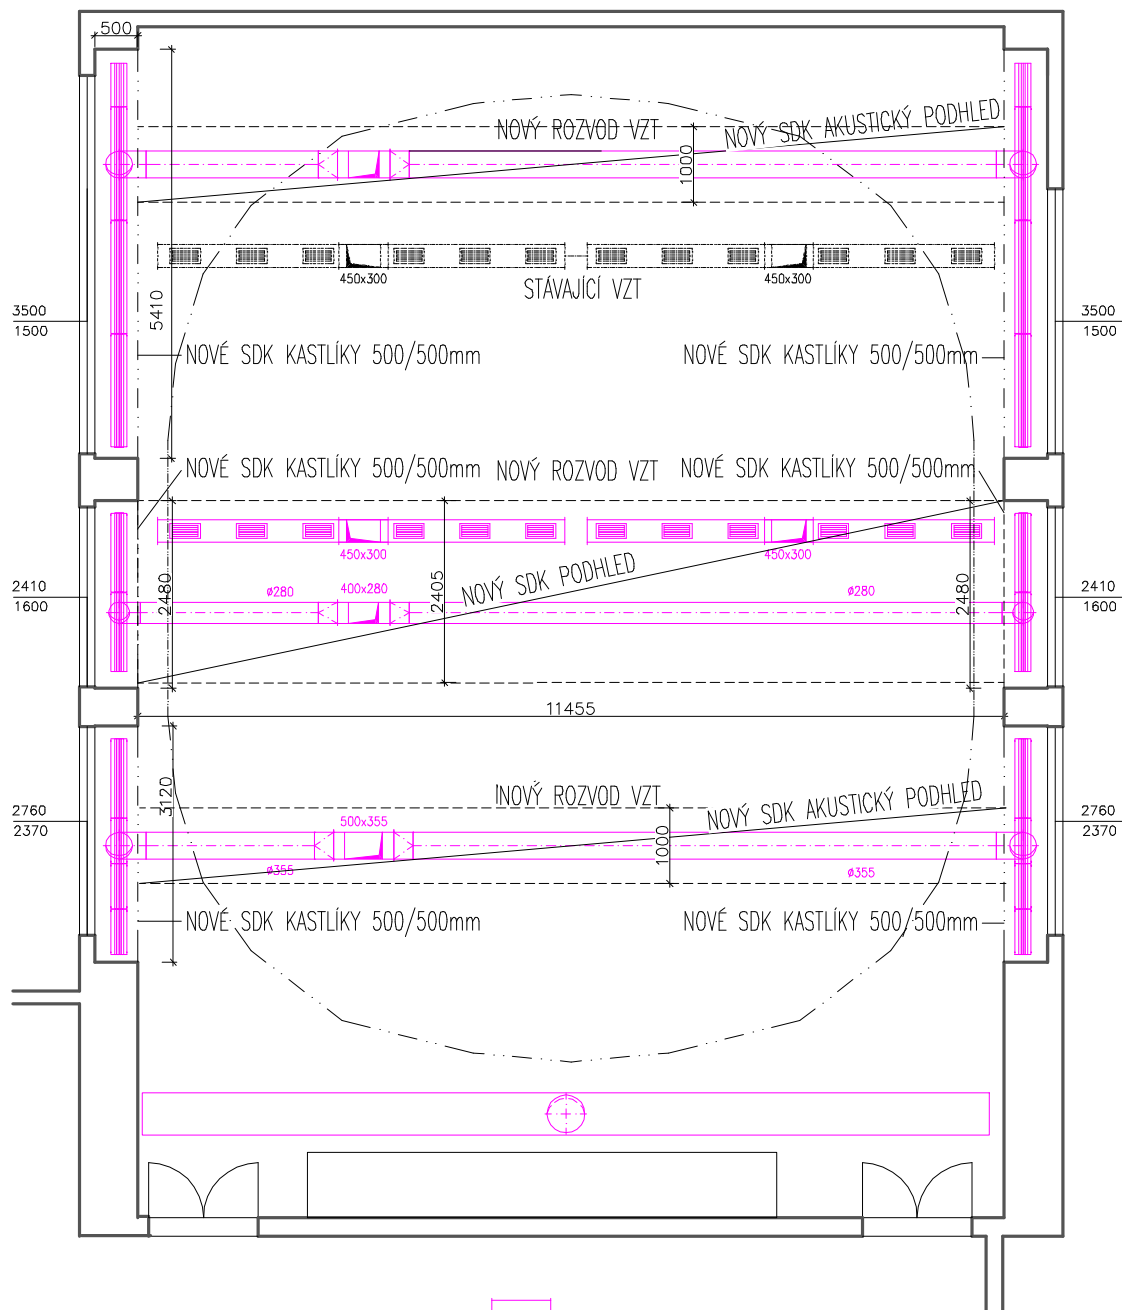 500
NOVÝ ROZVOD VZT
NOVÝ SDK AKUSTICKÝ PODHLED
1000
450x300
450x300
STÁVAJÍCÍ VZT
5410
3500
1500
3500
1500
NOVÉ SDK KASTLÍKY 500/500mm
NOVÉ SDK KASTLÍKY 500/500mm
NOVÉ SDK KASTLÍKY 500/500mm
NOVÝ ROZVOD VZT
NOVÉ SDK KASTLÍKY 500/500mm
450x300
450x300
NOVÝ SDK PODHLED
2480
ø280
400x280
2405
ø280
2480
2410
1600
2410
1600
11455
3120
NOVÝ ROZVOD VZT
NOVÝ SDK AKUSTICKÝ PODHLED
2760
2370
500x355
1000
2760
2370
ø355
ø355
NOVÉ SDK KASTLÍKY 500/500mm
NOVÉ SDK KASTLÍKY 500/500mm